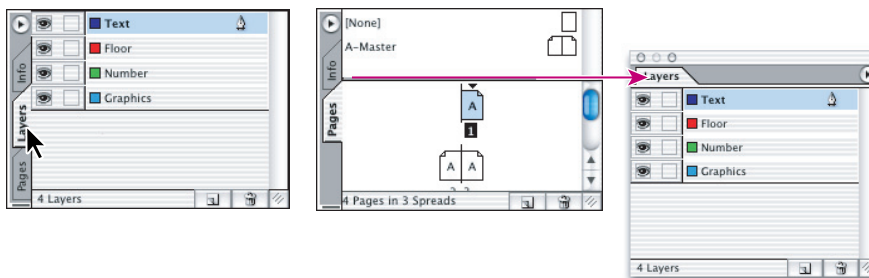 Text
Floor
Number
Graphics
Info
Layers
Pages
4 Layers
[None]
A-Master
Info
Pages
A
1
A A
4 Pages in 3 Spreads
Layers
Text
Floor
Number
Graphics
4 Layers